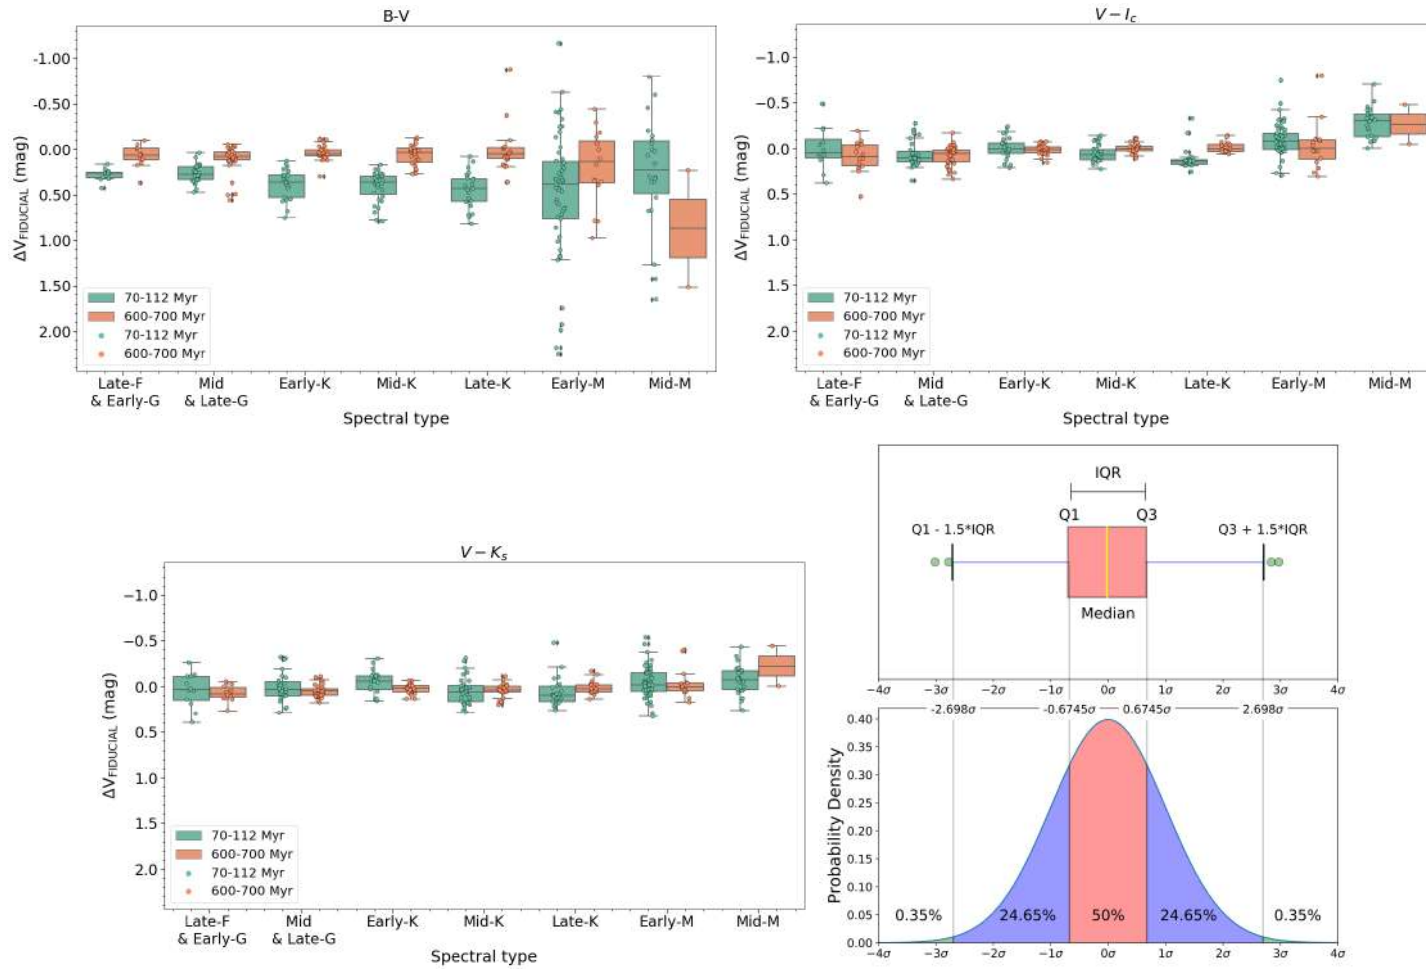 B-V
-1.00
-0.50
0.00
0.50
1.00
1.50
2.00
ΔV_FIDUCIAL (mag)
70-112 Myr
600-700 Myr
70-112 Myr
600-700 Myr
Late-F & Early-G
Mid & Late-G
Early-K
Mid-K
Late-K
Early-M
Mid-M
Spectral type
V − I_c
-1.0
-0.5
0.0
0.5
1.0
1.5
2.0
ΔV_FIDUCIAL (mag)
70-112 Myr
600-700 Myr
70-112 Myr
600-700 Myr
Late-F & Early-G
Mid & Late-G
Early-K
Mid-K
Late-K
Early-M
Mid-M
Spectral type
V − K_s
−1.0
−0.5
0.0
0.5
1.0
1.5
2.0
ΔV_FIDUCIAL (mag)
70-112 Myr
600-700 Myr
70-112 Myr
600-700 Myr
Late-F & Early-G
Mid & Late-G
Early-K
Mid-K
Late-K
Early-M
Mid-M
Spectral type
IQR
Q1 Q3
Q1 - 1.5*IQR Q3 + 1.5*IQR
Median
−4σ −3σ −2σ −1σ 0σ 1σ 2σ 3σ 4σ
-2.698σ -0.6745σ 0.6745σ 2.698σ
0.40
0.35
0.30
0.25
0.20
0.15
0.10
0.05
0.00
Probability Density
0.35% 24.65% 50% 24.65% 0.35%
−4σ −3σ −2σ −1σ 0σ 1σ 2σ 3σ 4σ